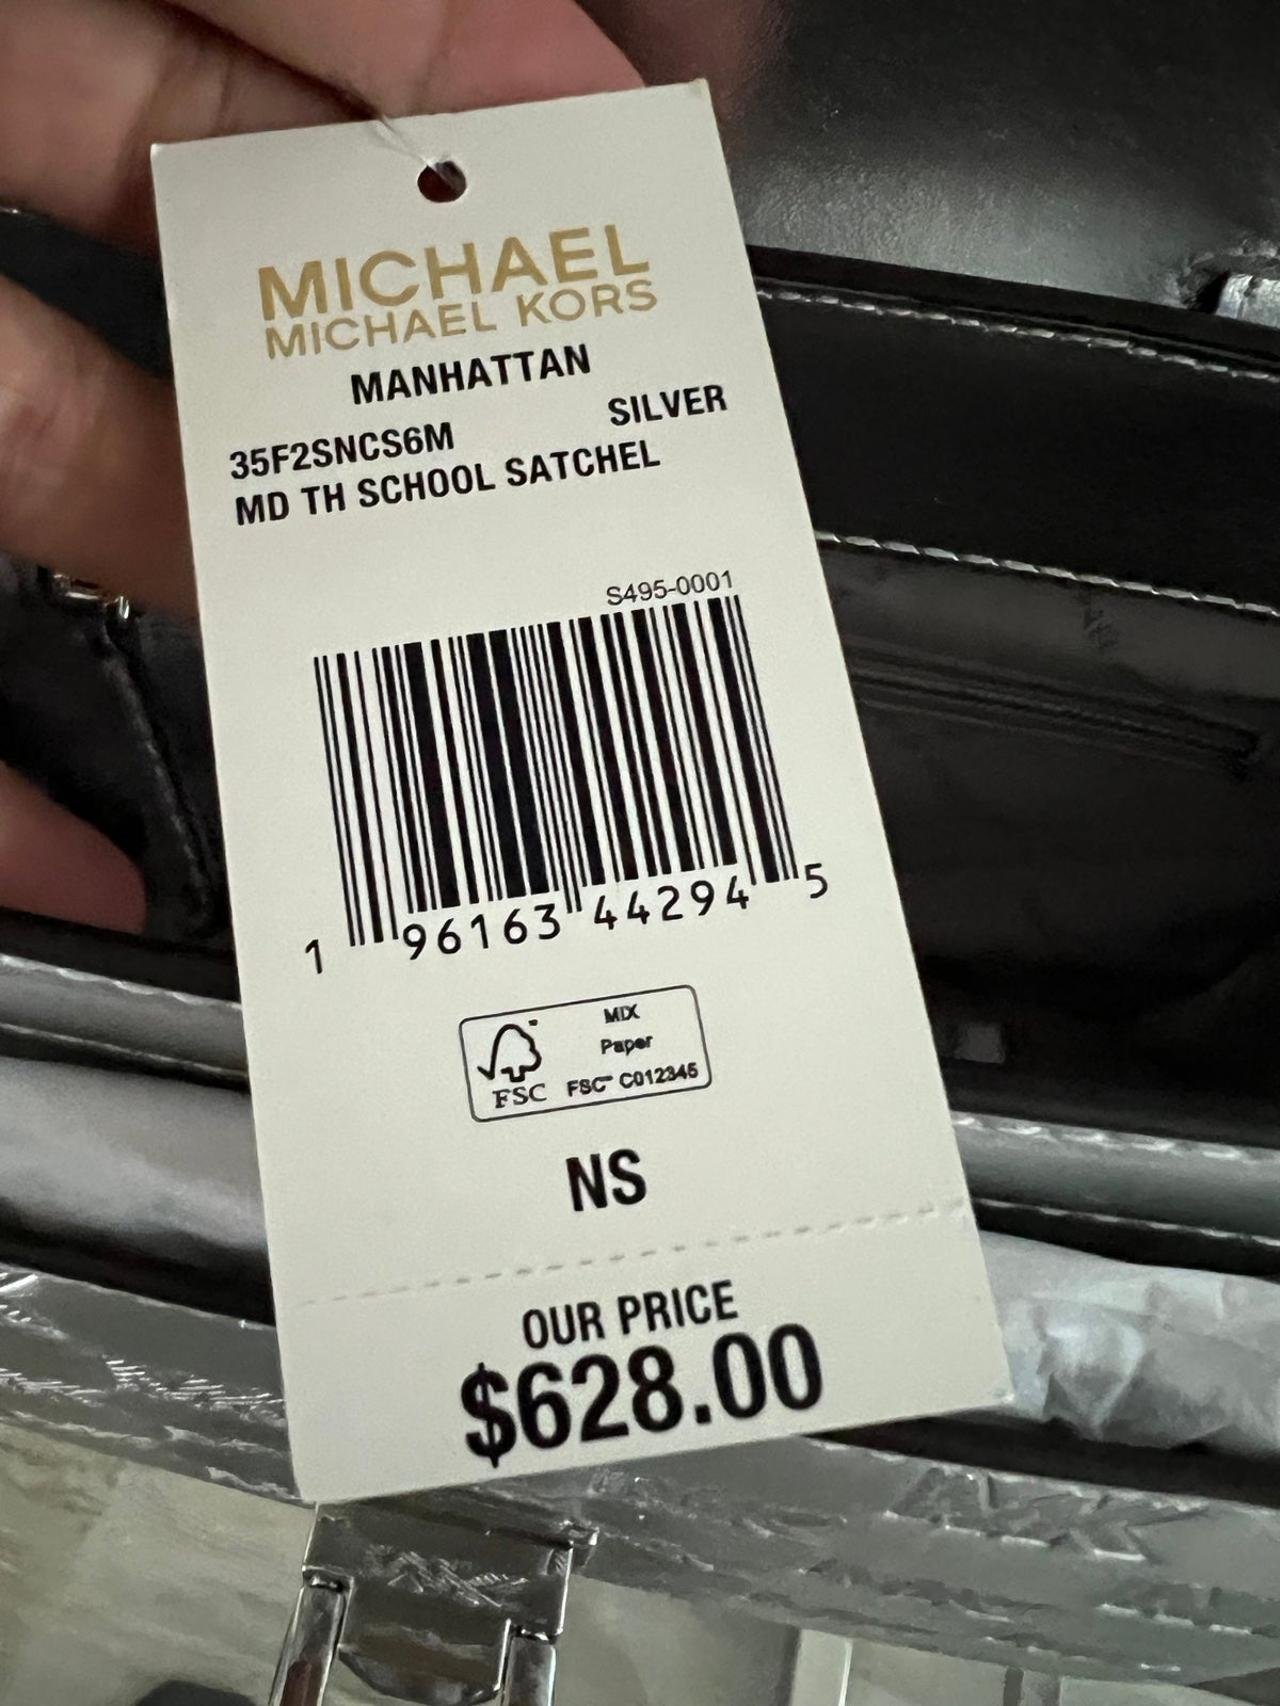 MICHAEL
MICHAEL KORS
MANHATTAN
35F2SNCS6M SILVER
MD TH SCHOOL SATCHEL
S495-0001
1 96163 44294 5
MIX
Paper
FSC™ C012345
FSC
NS
OUR PRICE
$628.00